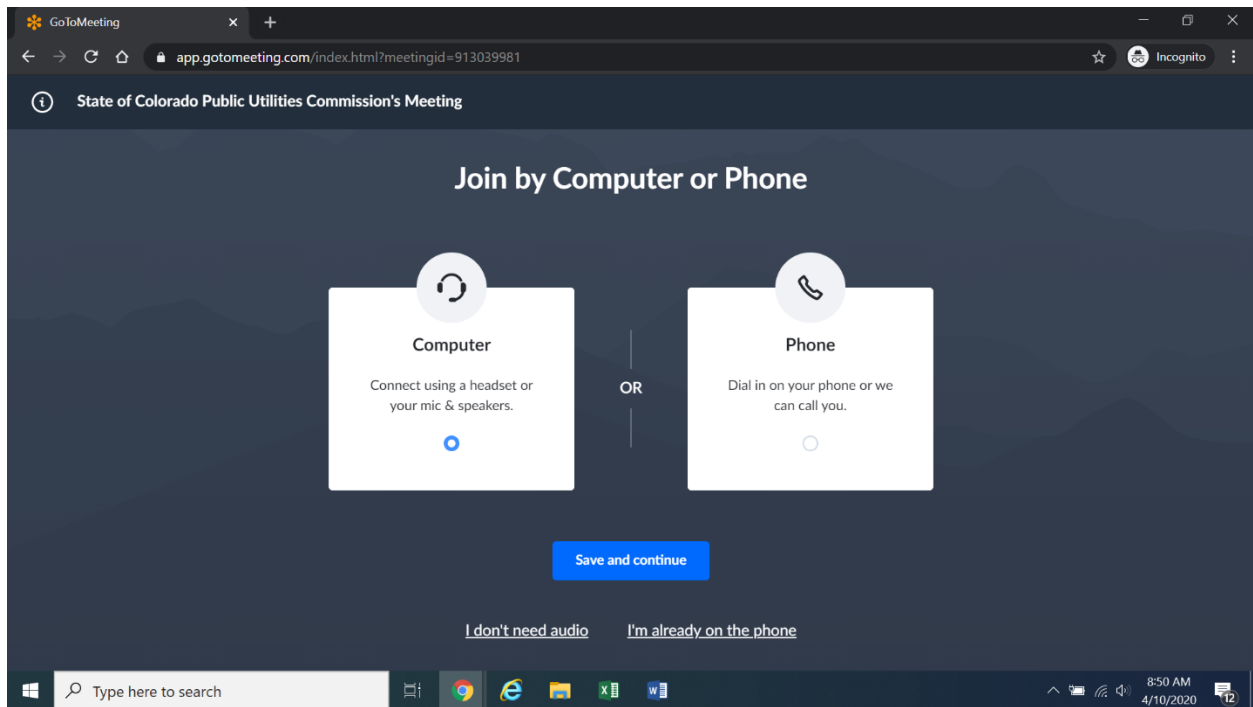 GoToMeeting
app.gotomeeting.com/index.html?meetingid=913039981
Incognito
State of Colorado Public Utilities Commission's Meeting
Join by Computer or Phone
Computer
Connect using a headset or
your mic & speakers.
OR
Phone
Dial in on your phone or we
can call you.
Save and continue
I don't need audio
I'm already on the phone
Type here to search
8:50 AM
4/10/2020
12